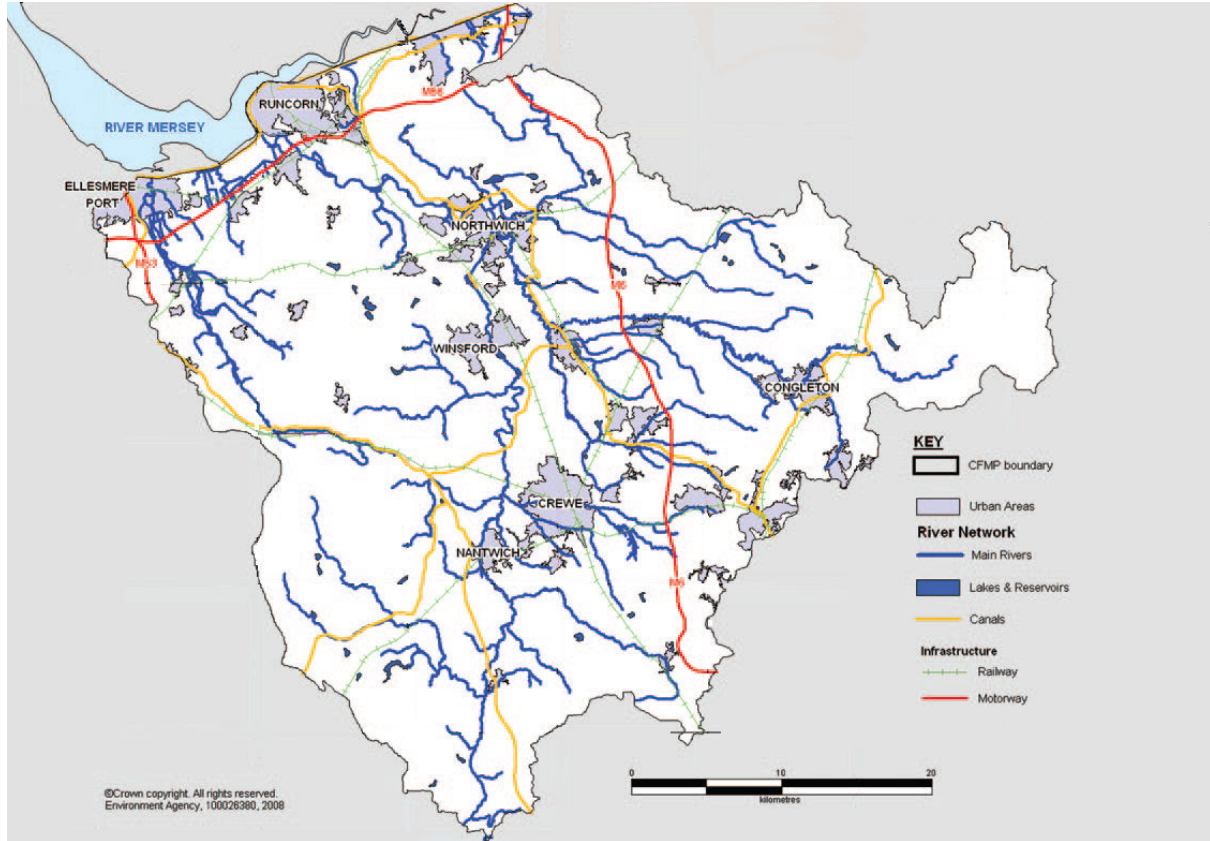 RUNCORN
M56
RIVER MERSEY
ELLESMERE
PORT
NORTHWICH
M53
M6
WINSFORD
CONGLETON
CREWE
NANTWICH
M6
KEY
CFMP boundary
Urban Areas
River Network
Main Rivers
Lakes & Reservoirs
Canals
Infrastructure
Railway
Motorway
0 10 20
kilometres
©Crown copyright. All rights reserved.
Environment Agency, 100026380, 2008